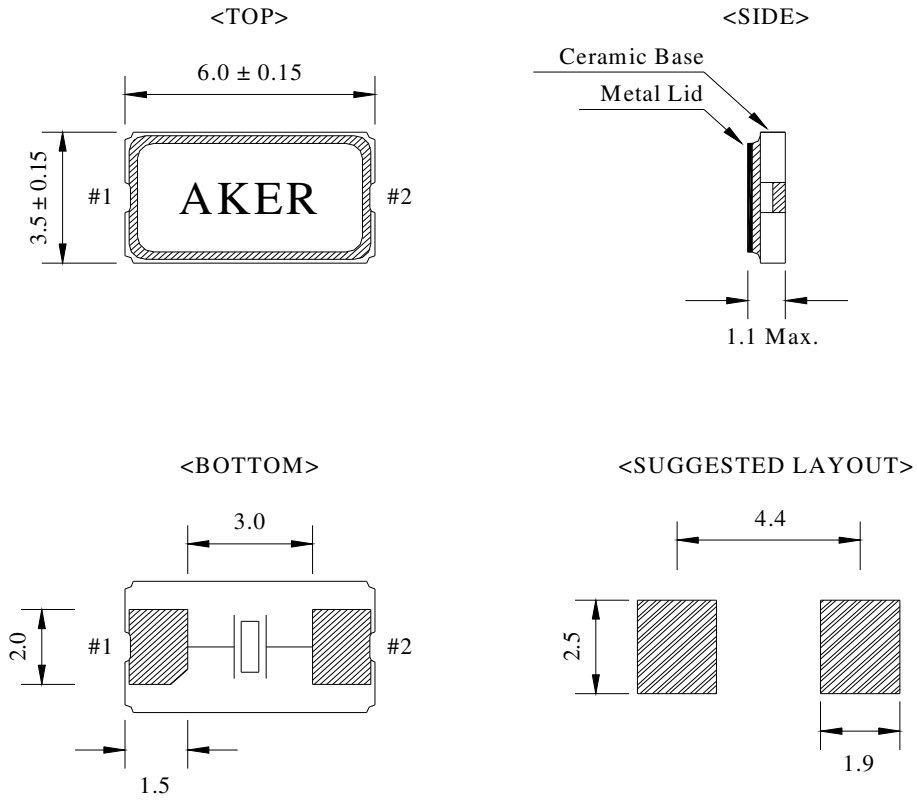 <TOP>
6.0 ± 0.15
3.5 ± 0.15
#1
AKER
#2
<SIDE>
Ceramic Base
Metal Lid
1.1 Max.
<BOTTOM>
3.0
2.0
#1
#2
1.5
<SUGGESTED LAYOUT>
4.4
2.5
1.9